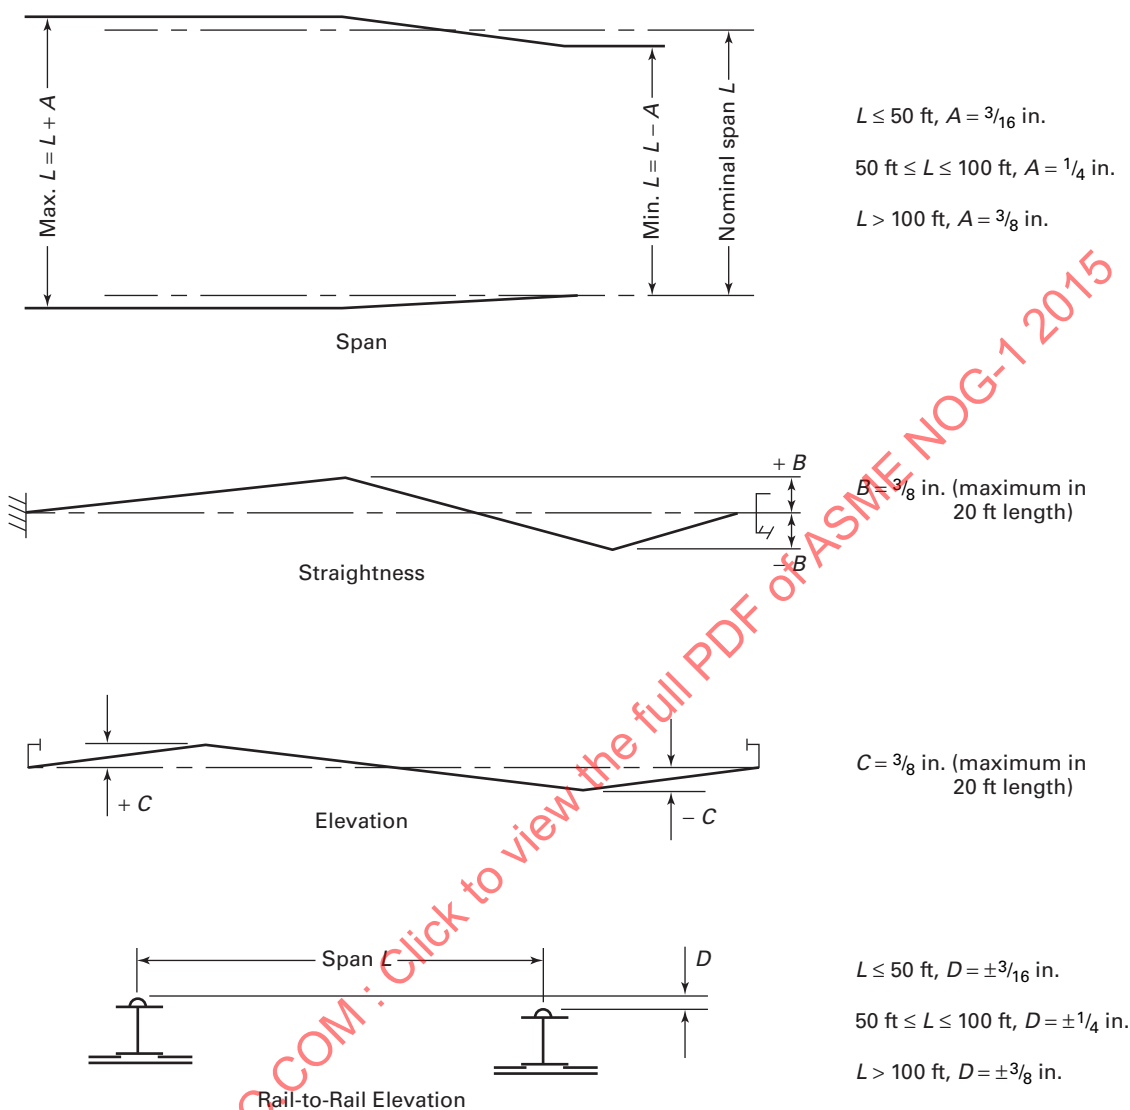 Max. L = L + A
Min. L = L − A
Nominal span L
L ≤ 50 ft, A = 3/16 in.
50 ft ≤ L ≤ 100 ft, A = 1/4 in.
L > 100 ft, A = 3/8 in.
Span
+ B
− B
B = 3/8 in. (maximum in
20 ft length)
Straightness
+ C
− C
C = 3/8 in. (maximum in
20 ft length)
Elevation
Span L
D
L ≤ 50 ft, D = ±3/16 in.
50 ft ≤ L ≤ 100 ft, D = ±1/4 in.
L > 100 ft, D = ±3/8 in.
Rail-to-Rail Elevation
.COM : Click to view the full PDF of ASME NOG-1 2015